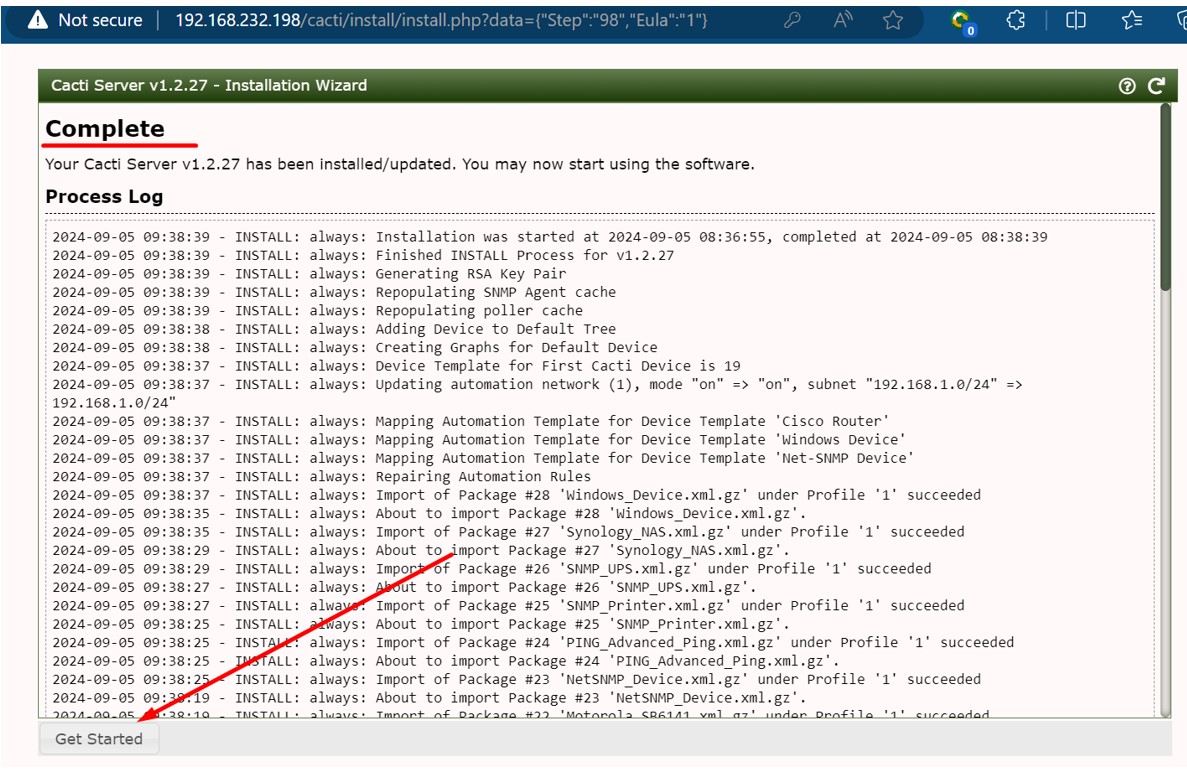 Not secure 192.168.232.198/cacti/install/install.php?data={"Step":"98","Eula":"1"}
0
Cacti Server v1.2.27 - Installation Wizard
Complete
Your Cacti Server v1.2.27 has been installed/updated. You may now start using the software.
Process Log
2024-09-05 09:38:39 - INSTALL: always: Installation was started at 2024-09-05 08:36:55, completed at 2024-09-05 08:38:39
2024-09-05 09:38:39 - INSTALL: always: Finished INSTALL Process for v1.2.27
2024-09-05 09:38:39 - INSTALL: always: Generating RSA Key Pair
2024-09-05 09:38:39 - INSTALL: always: Repopulating SNMP Agent cache
2024-09-05 09:38:39 - INSTALL: always: Repopulating poller cache
2024-09-05 09:38:38 - INSTALL: always: Adding Device to Default Tree
2024-09-05 09:38:38 - INSTALL: always: Creating Graphs for Default Device
2024-09-05 09:38:37 - INSTALL: always: Device Template for First Cacti Device is 19
2024-09-05 09:38:37 - INSTALL: always: Updating automation network (1), mode "on" => "on", subnet "192.168.1.0/24" =>
192.168.1.0/24"
2024-09-05 09:38:37 - INSTALL: always: Mapping Automation Template for Device Template 'Cisco Router'
2024-09-05 09:38:37 - INSTALL: always: Mapping Automation Template for Device Template 'Windows Device'
2024-09-05 09:38:37 - INSTALL: always: Mapping Automation Template for Device Template 'Net-SNMP Device'
2024-09-05 09:38:37 - INSTALL: always: Repairing Automation Rules
2024-09-05 09:38:37 - INSTALL: always: Import of Package #28 'Windows_Device.xml.gz' under Profile '1' succeeded
2024-09-05 09:38:35 - INSTALL: always: About to import Package #28 'Windows_Device.xml.gz'.
2024-09-05 09:38:35 - INSTALL: always: Import of Package #27 'Synology_NAS.xml.gz' under Profile '1' succeeded
2024-09-05 09:38:29 - INSTALL: always: About to import Package #27 'Synology_NAS.xml.gz'.
2024-09-05 09:38:29 - INSTALL: always: Import of Package #26 'SNMP_UPS.xml.gz' under Profile '1' succeeded
2024-09-05 09:38:27 - INSTALL: always: About to import Package #26 'SNMP_UPS.xml.gz'.
2024-09-05 09:38:27 - INSTALL: always: Import of Package #25 'SNMP_Printer.xml.gz' under Profile '1' succeeded
2024-09-05 09:38:25 - INSTALL: always: About to import Package #25 'SNMP_Printer.xml.gz'.
2024-09-05 09:38:25 - INSTALL: always: Import of Package #24 'PING_Advanced_Ping.xml.gz' under Profile '1' succeeded
2024-09-05 09:38:25 - INSTALL: always: About to import Package #24 'PING_Advanced_Ping.xml.gz'.
2024-09-05 09:38:25 - INSTALL: always: Import of Package #23 'NetSNMP_Device.xml.gz' under Profile '1' succeeded
2024-09-05 09:38:19 - INSTALL: always: About to import Package #23 'NetSNMP_Device.xml.gz'.
2024-09-05 09:38:19 - INSTALL: always: Import of Package #22 'Motorola_SB6141.xml.gz' under Profile '1' succeeded
Get Started